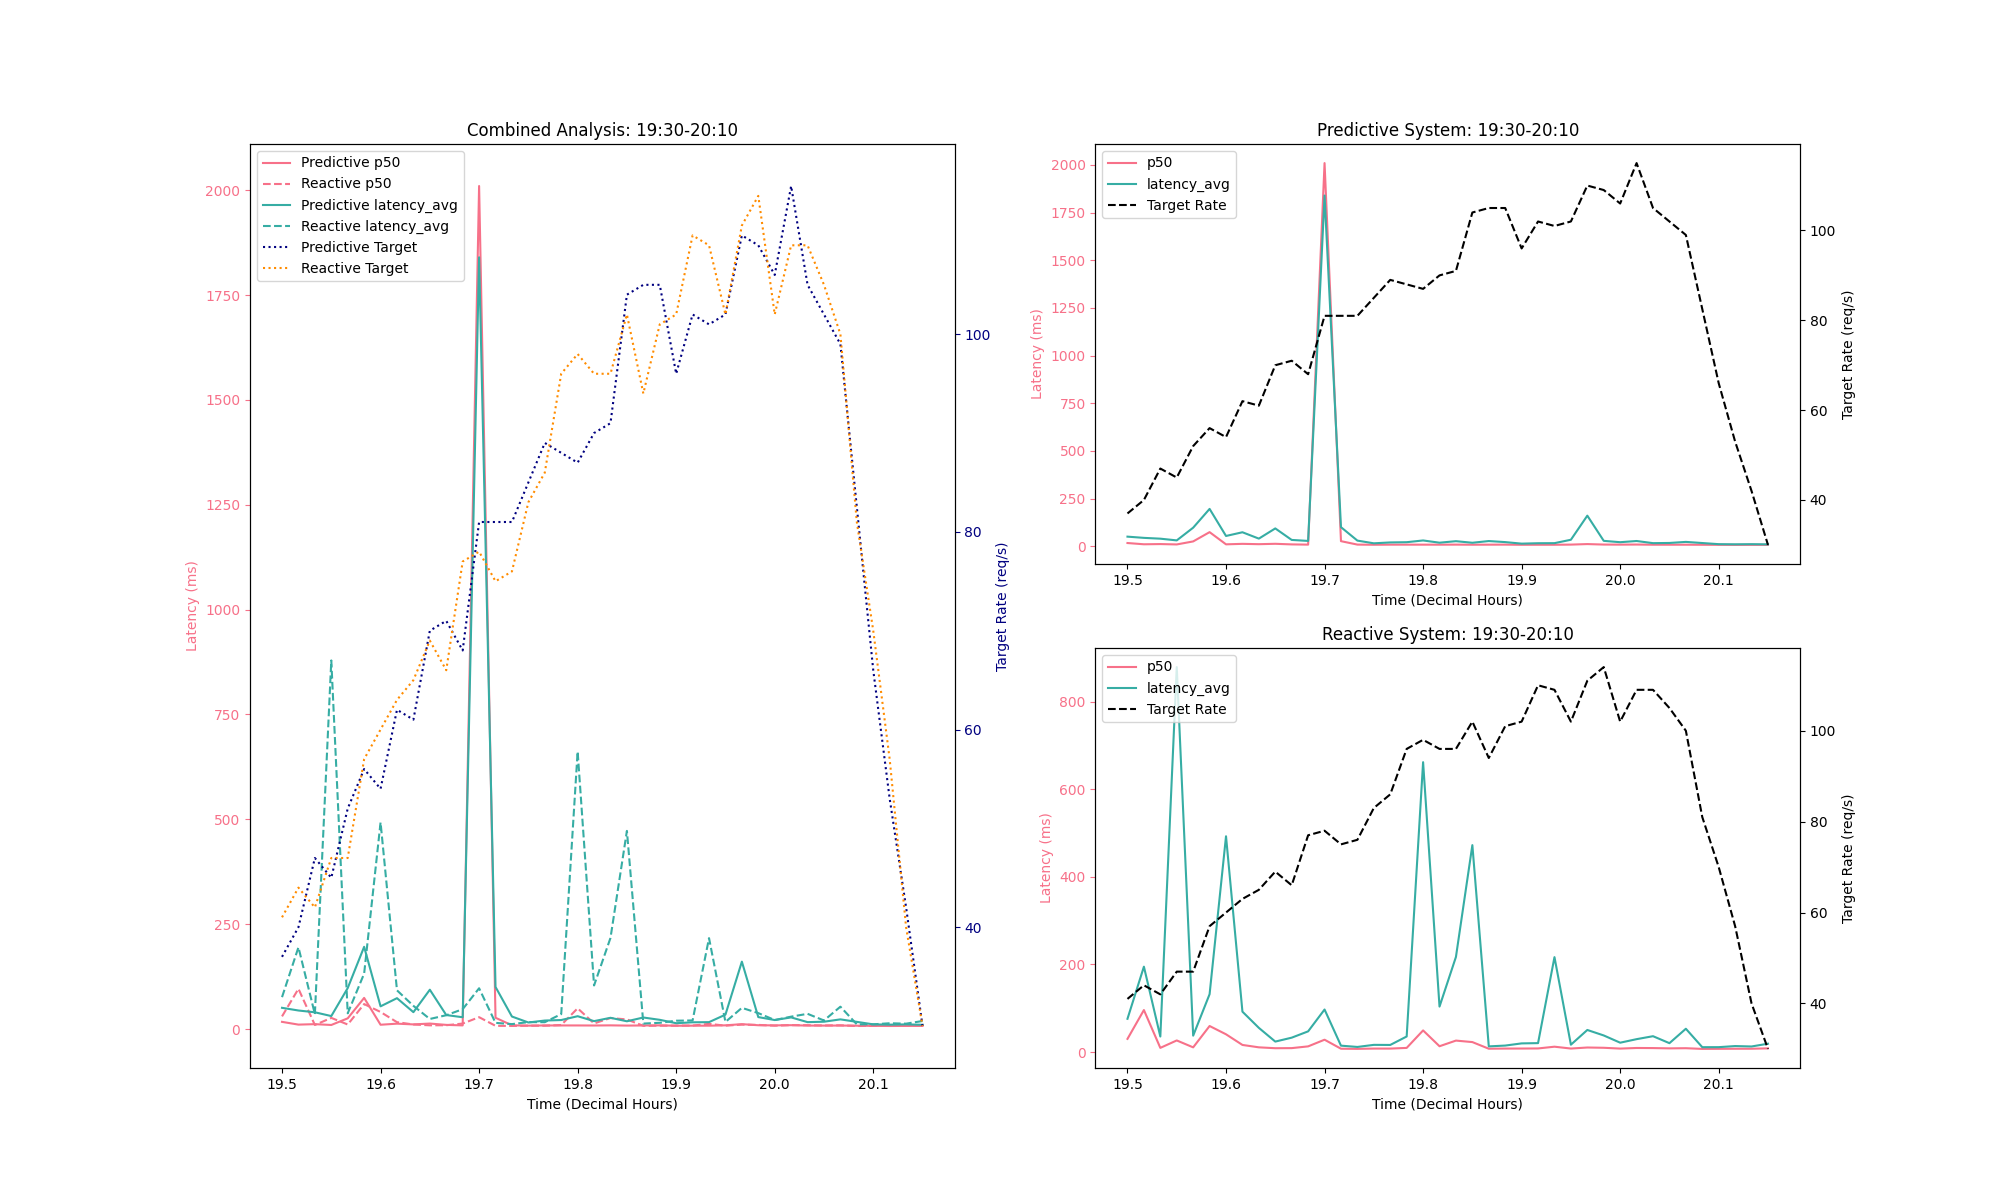 Combined Analysis: 19:30-20:10
Predictive p50
Reactive p50
Predictive latency_avg
Reactive latency_avg
Predictive Target
Reactive Target
2000
1750
1500
1250
1000
750
500
250
0
Latency (ms)
100
80
60
40
Target Rate (req/s)
19.5 19.6 19.7 19.8 19.9 20.0 20.1
Time (Decimal Hours)
Predictive System: 19:30-20:10
p50
latency_avg
Target Rate
2000
1750
1500
1250
1000
750
500
250
0
Latency (ms)
100
80
60
40
Target Rate (req/s)
19.5 19.6 19.7 19.8 19.9 20.0 20.1
Time (Decimal Hours)
Reactive System: 19:30-20:10
p50
latency_avg
Target Rate
800
600
400
200
0
Latency (ms)
100
80
60
40
Target Rate (req/s)
19.5 19.6 19.7 19.8 19.9 20.0 20.1
Time (Decimal Hours)